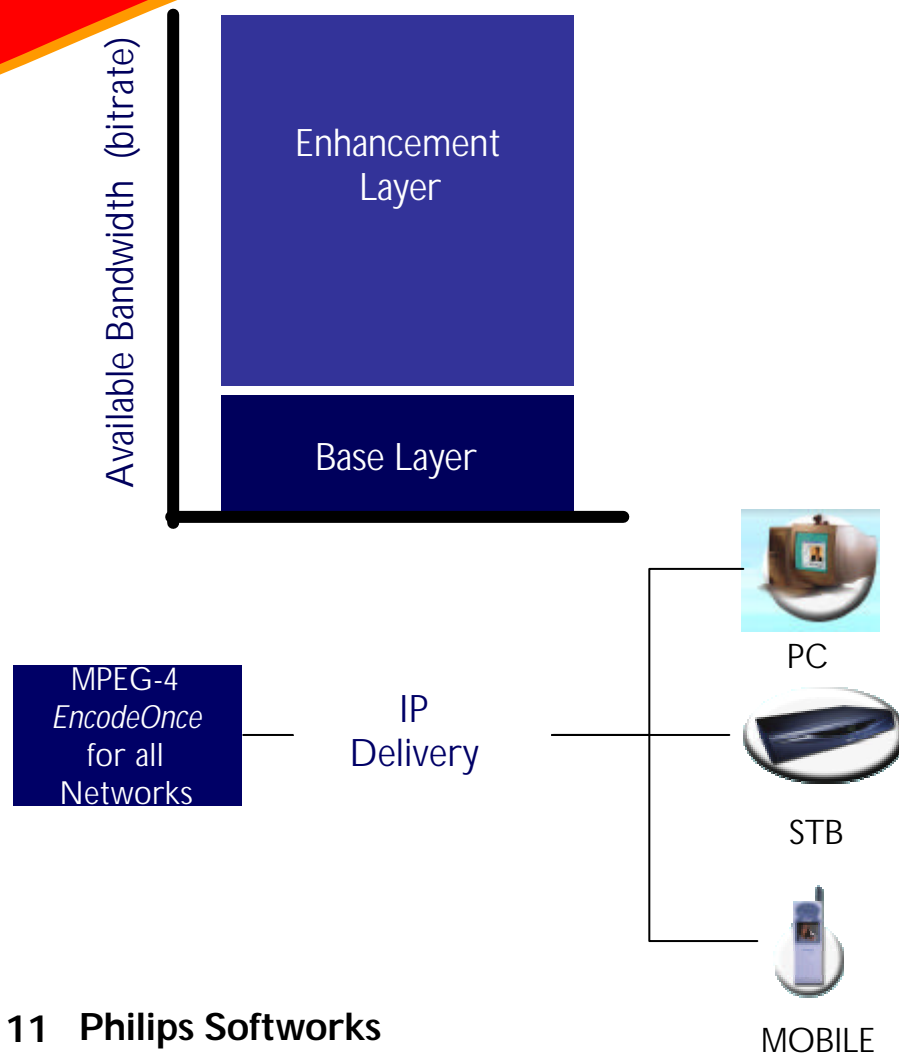 Available Bandwidth (bitrate)
Enhancement
Layer
Base Layer
MPEG-4
EncodeOnce
for all
Networks
IP
Delivery
PC
STB
MOBILE
11 Philips Softworks